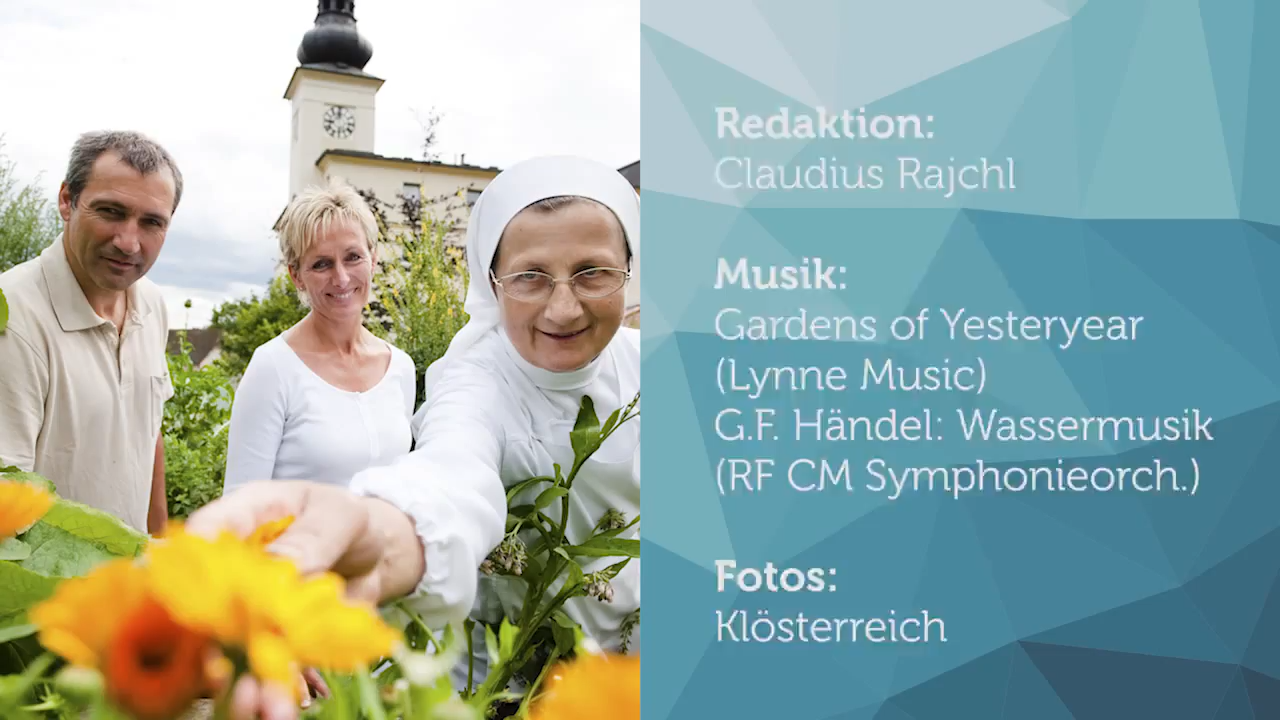 Redaktion:
Claudius Rajchl
Musik:
Gardens of Yesteryear
(Lynne Music)
G.F. Händel: Wassermusik
(RF CM Symphonieorch.)
Fotos:
Klösterreich